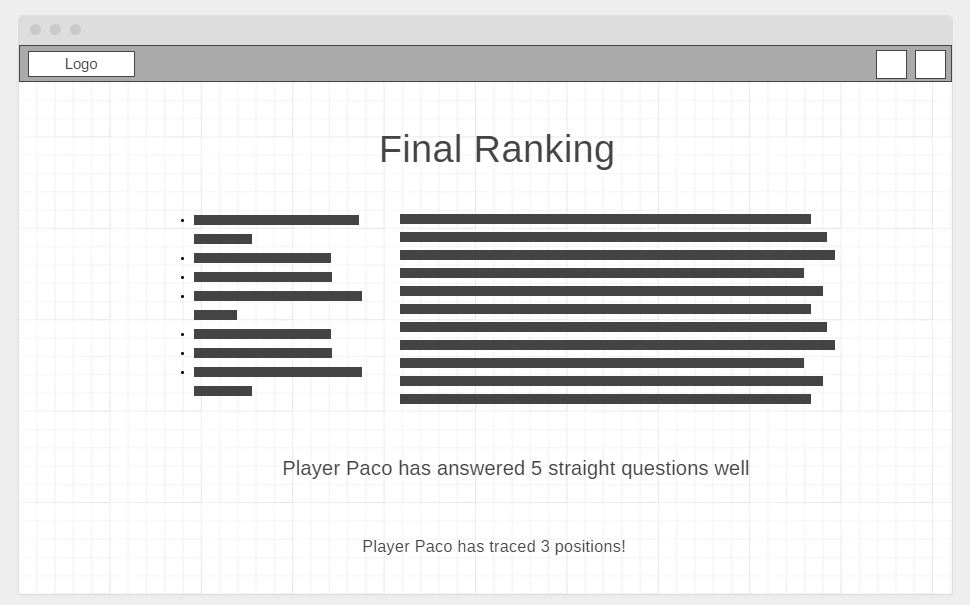 Logo
Final Ranking
Player Paco has answered 5 straight questions well
Player Paco has traced 3 positions!